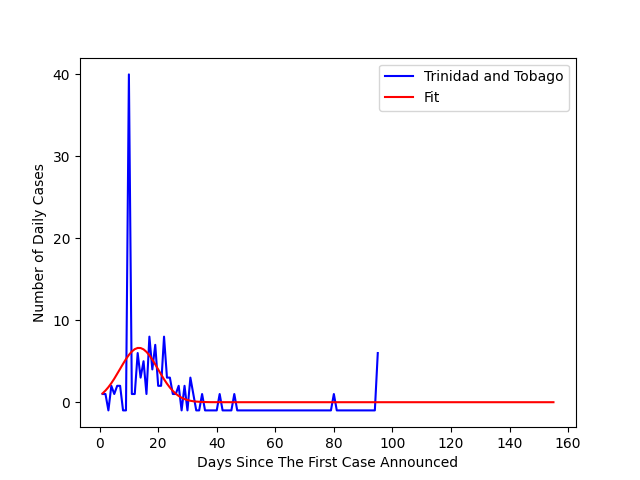 Trinidad and Tobago
Fit
40
30
20
10
0
Number of Daily Cases
0 20 40 60 80 100 120 140 160
Days Since The First Case Announced